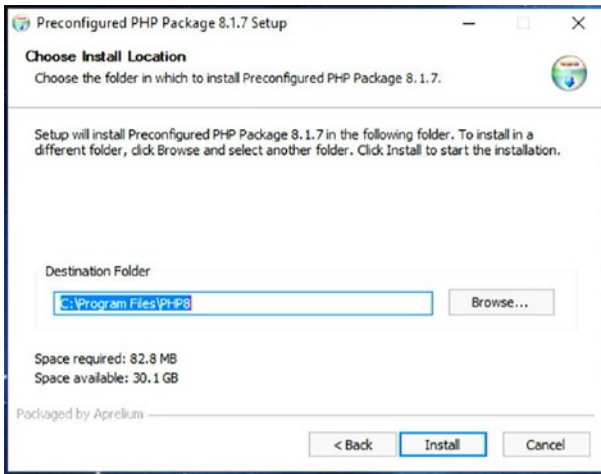 Preconfigured PHP Package 8.1.7 Setup
Choose Install Location
Choose the folder in which to install Preconfigured PHP Package 8.1.7.
Setup will install Preconfigured PHP Package 8.1.7 in the following folder. To install in a
different folder, click Browse and select another folder. Click Install to start the installation.
Destination Folder
C:\Program Files\PHP8
Browse...
Space required: 82.8 MB
Space available: 30.1 GB
Packaged by Aprelium
< Back
Install
Cancel